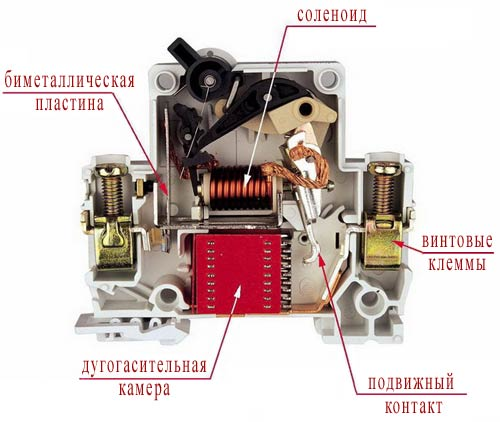 соленоид
биметаллическая
пластина
винтовые
клеммы
дугогасительная
камера
подвижный
контакт